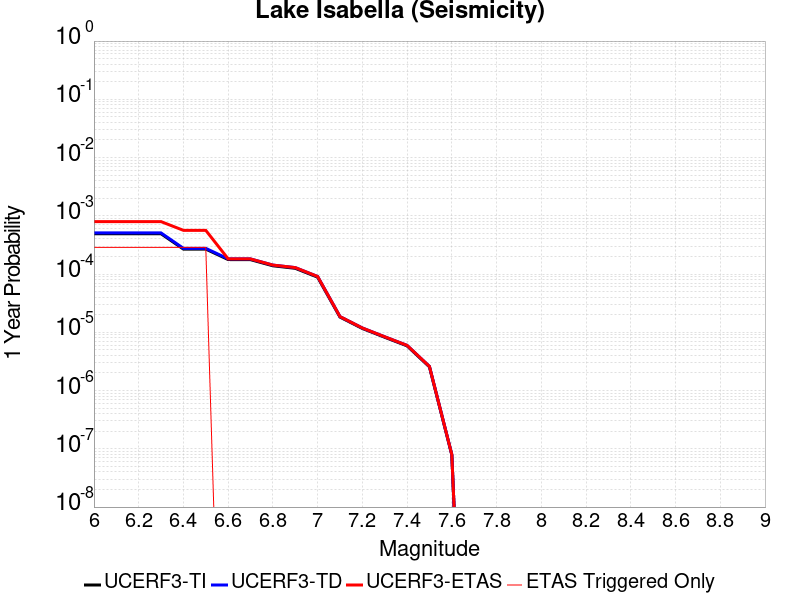 Lake Isabella (Seismicity)
1 Year Probability
10^0
10^-1
10^-2
10^-3
10^-4
10^-5
10^-6
10^-7
10^-8
6 6.2 6.4 6.6 6.8 7 7.2 7.4 7.6 7.8 8 8.2 8.4 8.6 8.8 9
Magnitude
UCERF3-TI UCERF3-TD UCERF3-ETAS ETAS Triggered Only